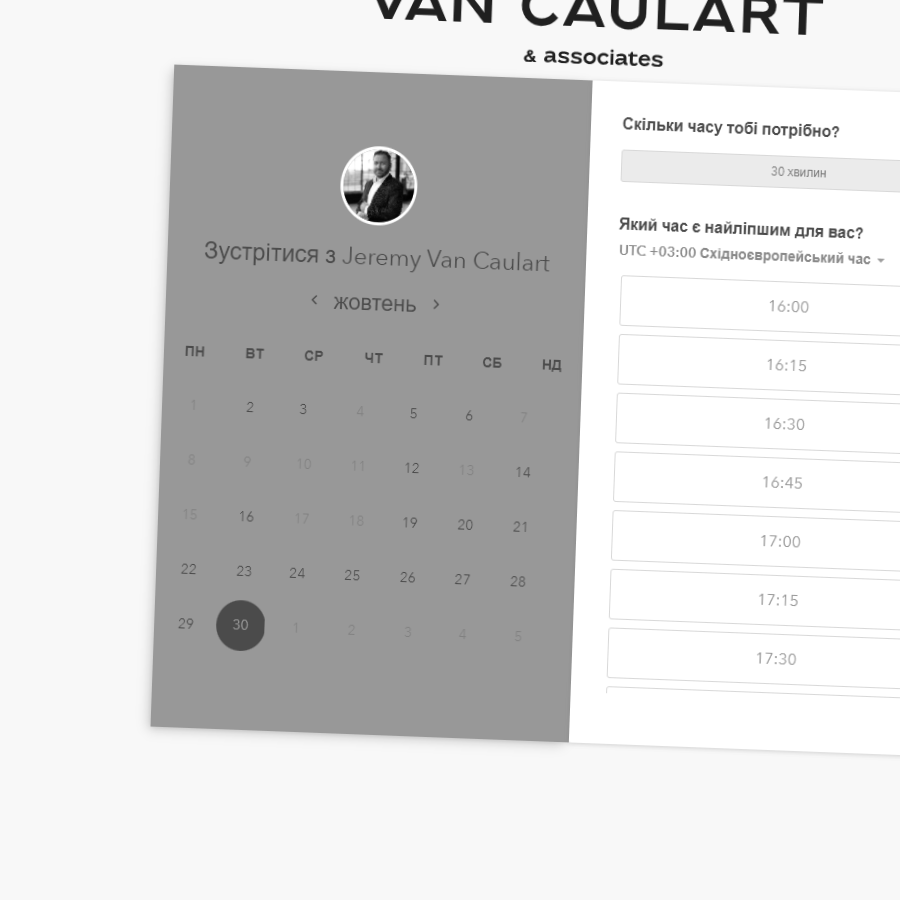 VAN CAULART
& associates
Зустрітися з Jeremy Van Caulart
‹ жовтень ›
ПН ВТ СР ЧТ ПТ СБ НД
1 2 3 4 5 6 7
8 9 10 11 12 13 14
15 16 17 18 19 20 21
22 23 24 25 26 27 28
29 30 1 2 3 4 5
Скільки часу тобі потрібно?
30 хвилин
Який час є найліпшим для вас?
UTC +03:00 Східноєвропейський час
16:00
16:15
16:30
16:45
17:00
17:15
17:30